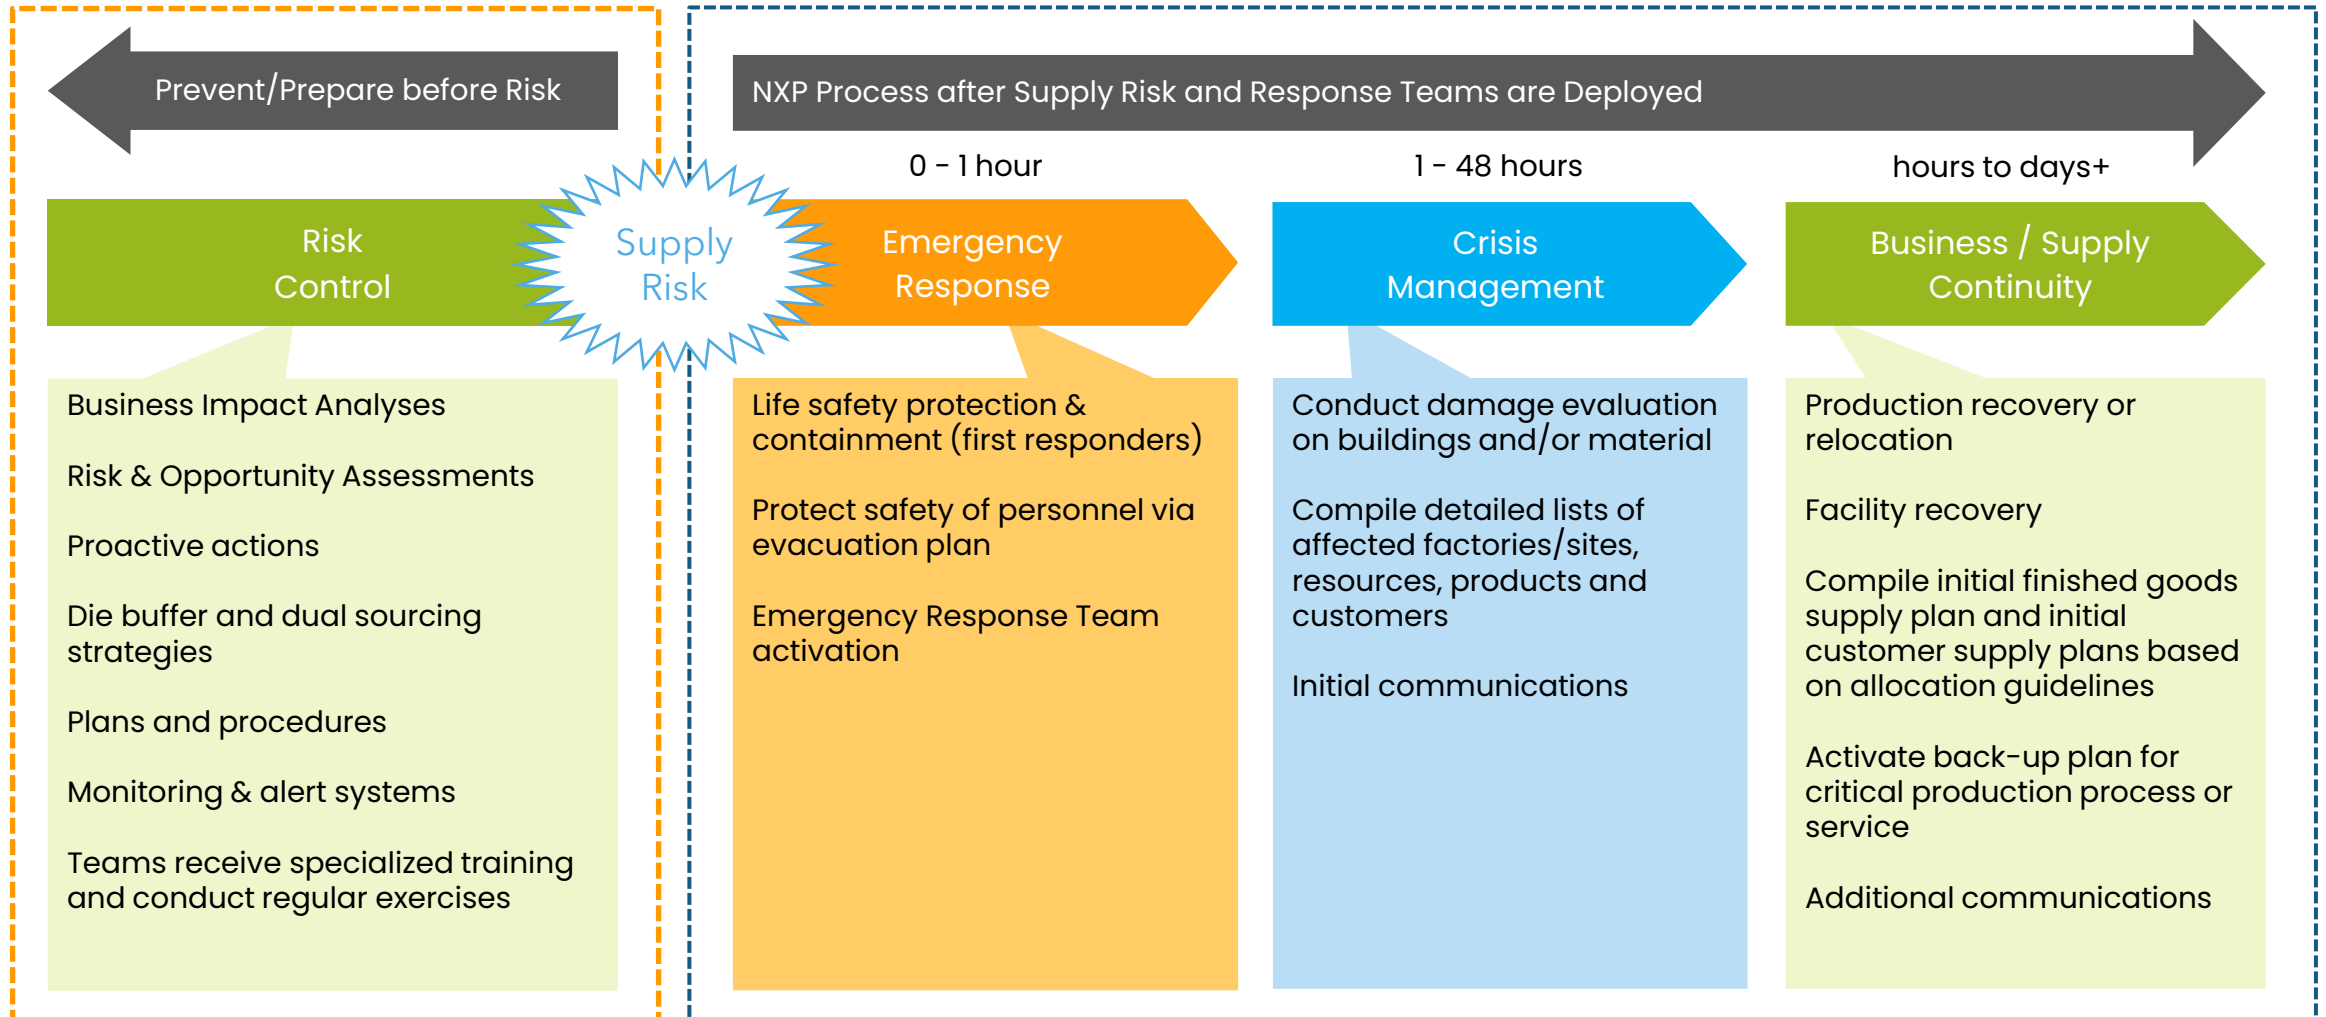 Prevent/Prepare before Risk
NXP Process after Supply Risk and Response Teams are Deployed
0 - 1 hour
1 - 48 hours
hours to days+
Risk
Control
Supply
Risk
Emergency
Response
Crisis
Management
Business / Supply
Continuity
Business Impact Analyses
Risk & Opportunity Assessments
Proactive actions
Die buffer and dual sourcing
strategies
Plans and procedures
Monitoring & alert systems
Teams receive specialized training
and conduct regular exercises
Life safety protection &
containment (first responders)
Protect safety of personnel via
evacuation plan
Emergency Response Team
activation
Conduct damage evaluation
on buildings and/or material
Compile detailed lists of
affected factories/sites,
resources, products and
customers
Initial communications
Production recovery or
relocation
Facility recovery
Compile initial finished goods
supply plan and initial
customer supply plans based
on allocation guidelines
Activate back-up plan for
critical production process or
service
Additional communications